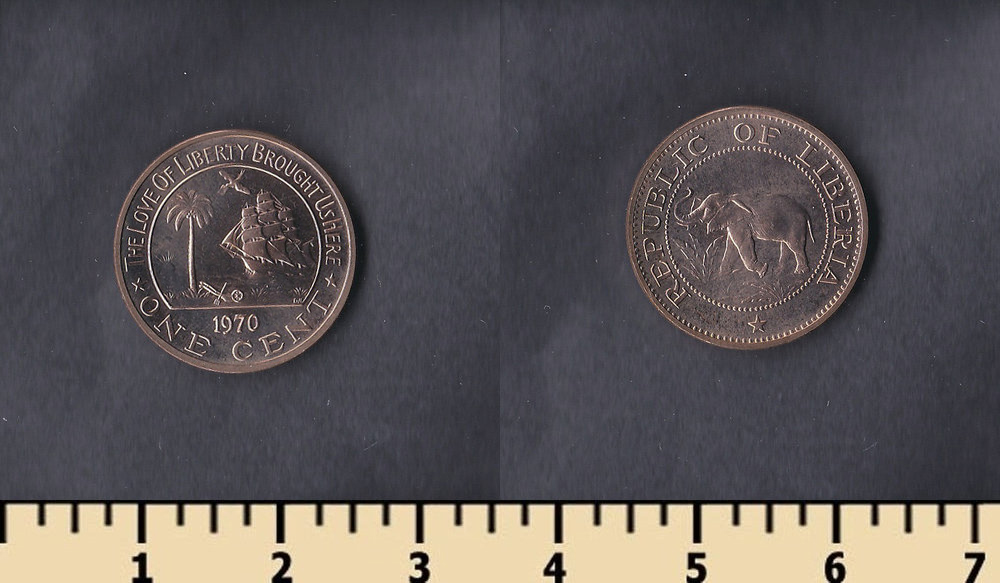 THE LOVE OF LIBERTY BROUGHT US HERE
1970
ONE CENT
REPUBLIC OF LIBERIA
1 2 3 4 5 6 7